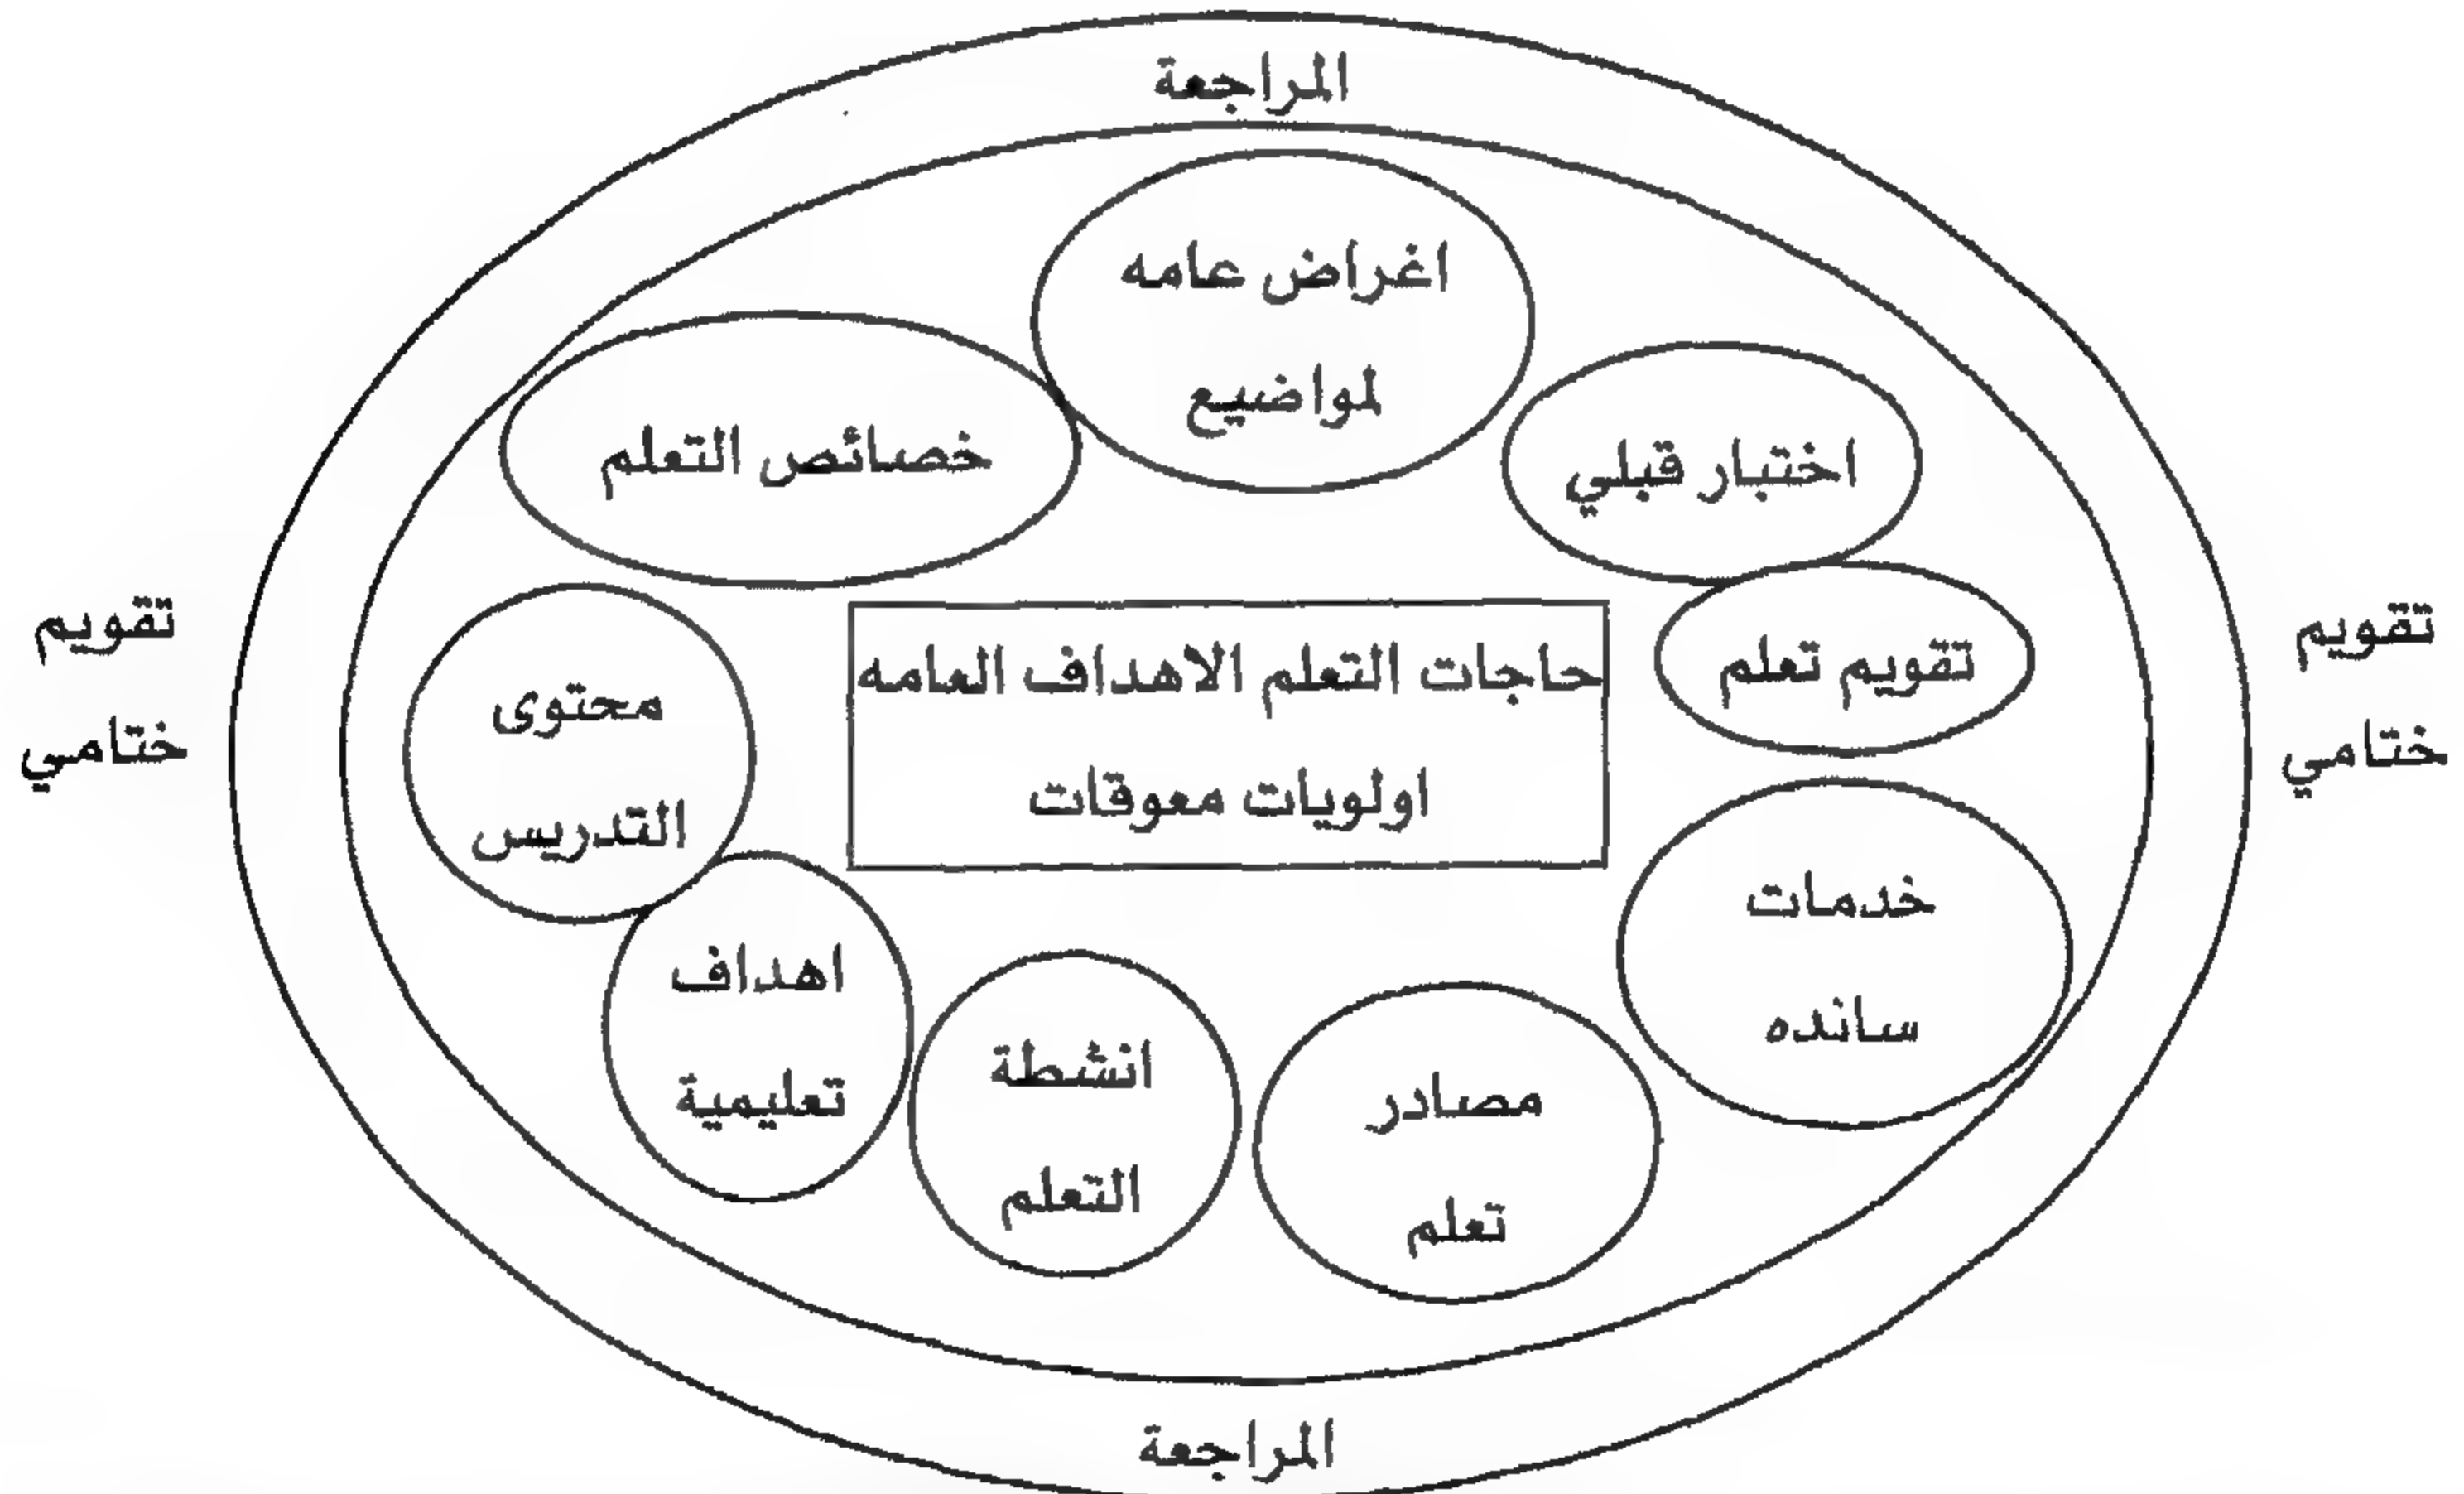 المراجعة
اغراض عامه
لمواضيع
اختبار قبلي
خصائص التعلم
تقويم تعلم
تقويم
ختامي
حاجات التعلم الاهداف العامه
اولويات معوقات
محتوى
التدريس
تقويم
ختامي
خدمات
سانده
اهداف
تعليمية
انشطة
التعلم
مصادر
تعلم
المراجعة